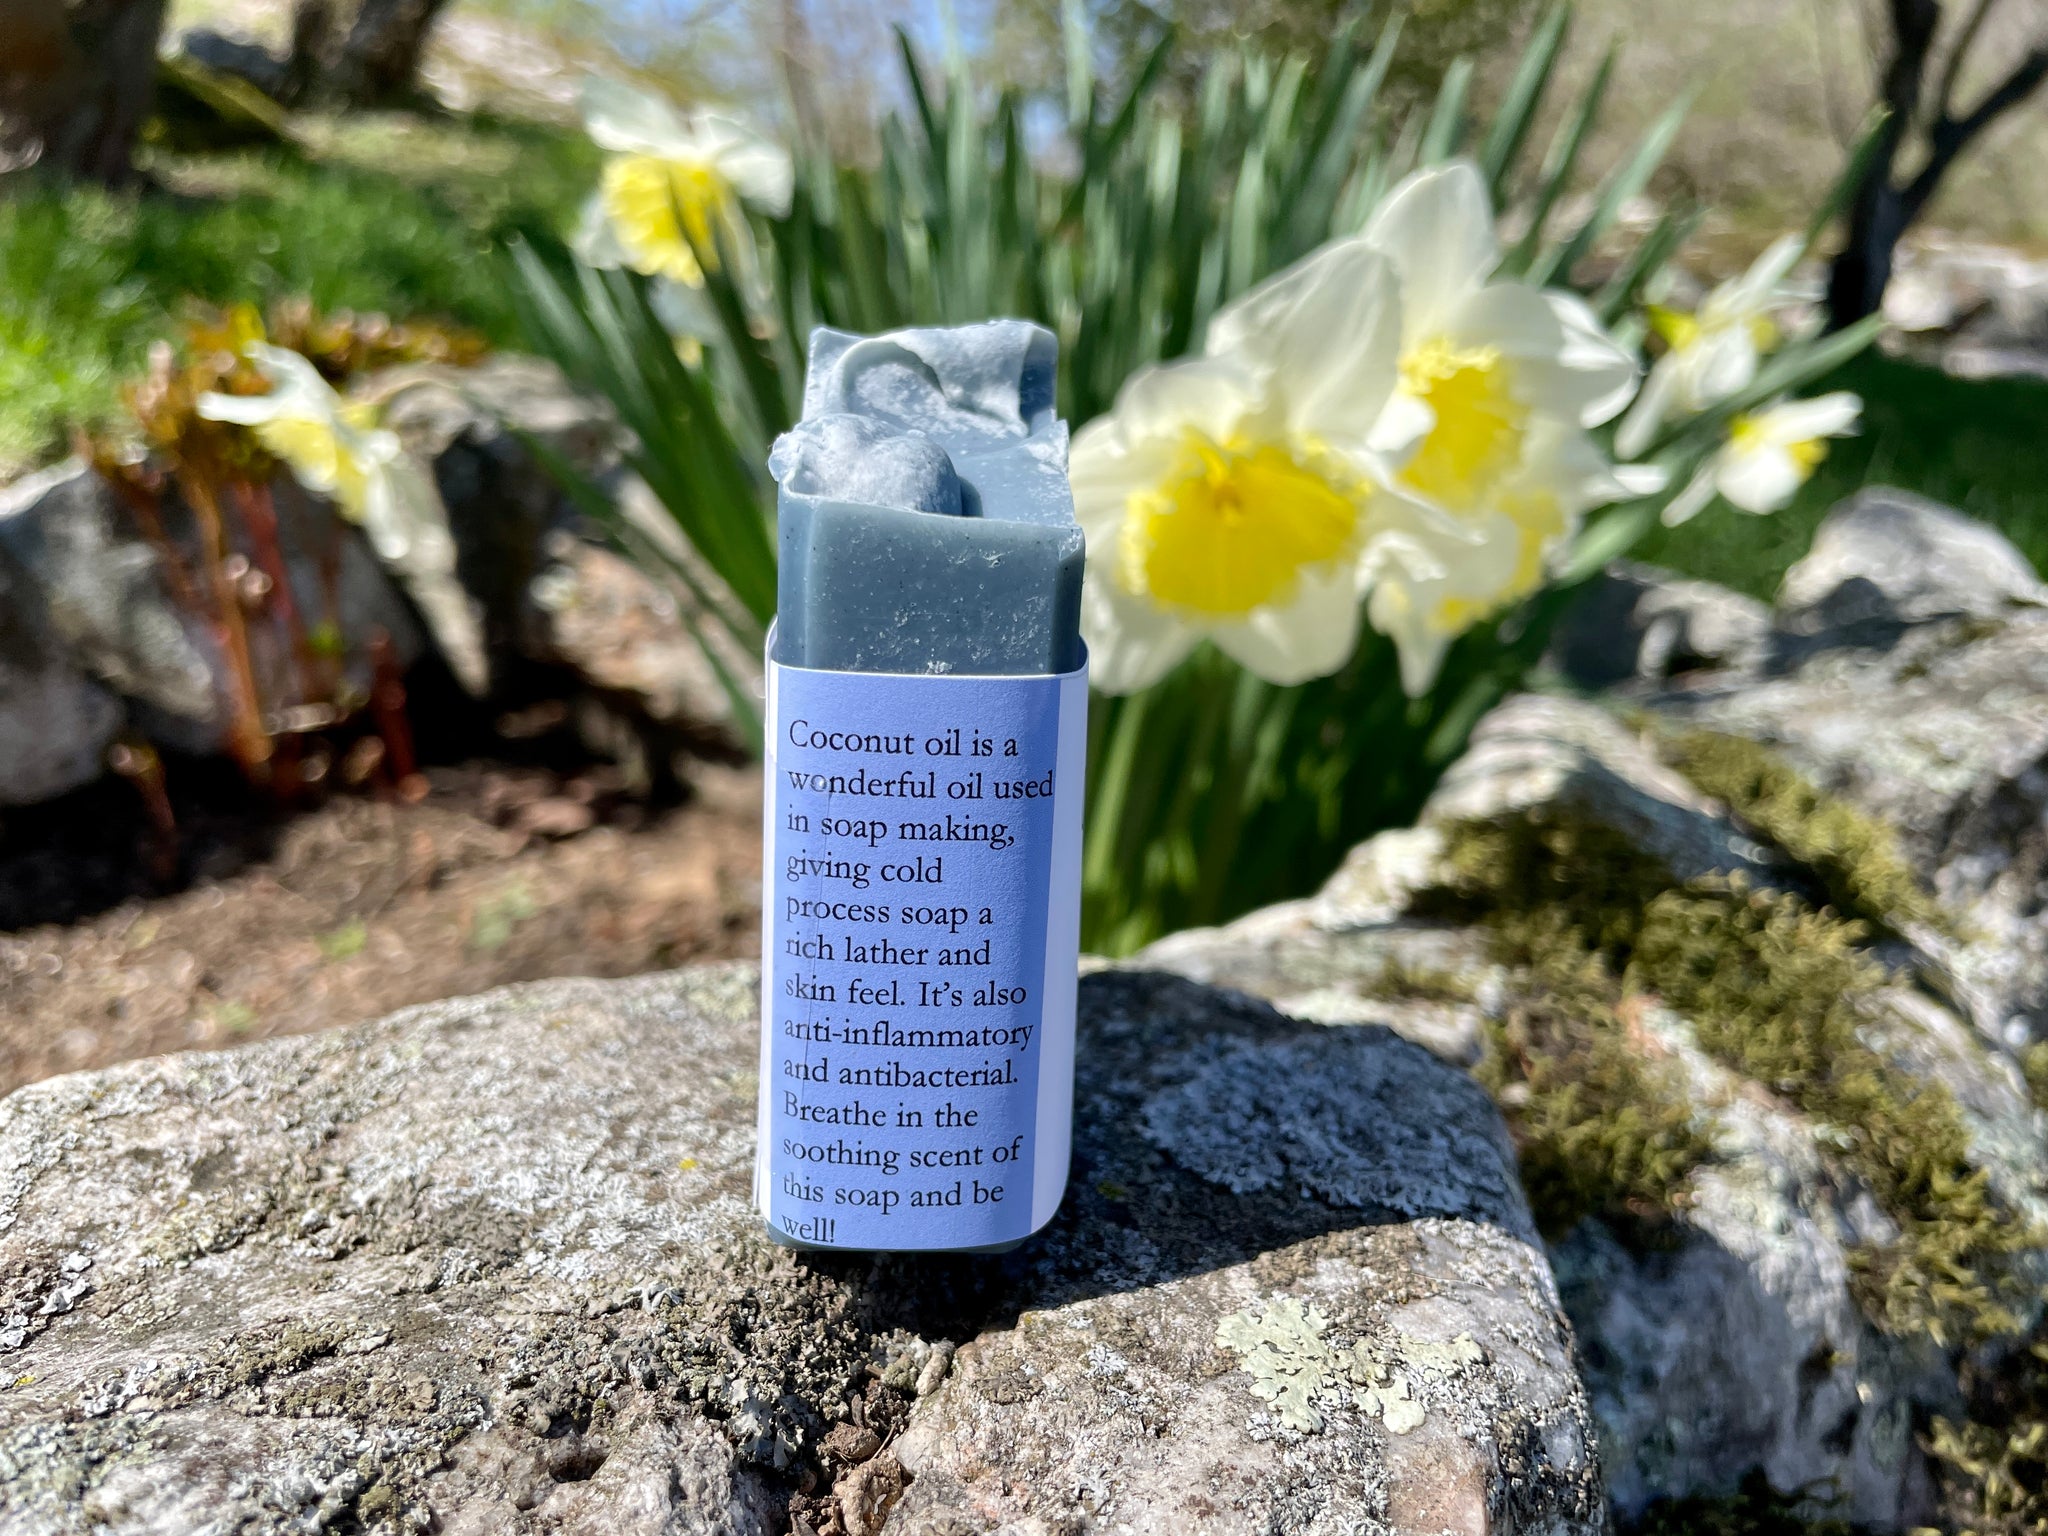 Coconut oil is a
wonderful oil used
in soap making,
giving cold
process soap a
rich lather and
skin feel. It’s also
anti-inflammatory
and antibacterial.
Breathe in the
soothing scent of
this soap and be
well!